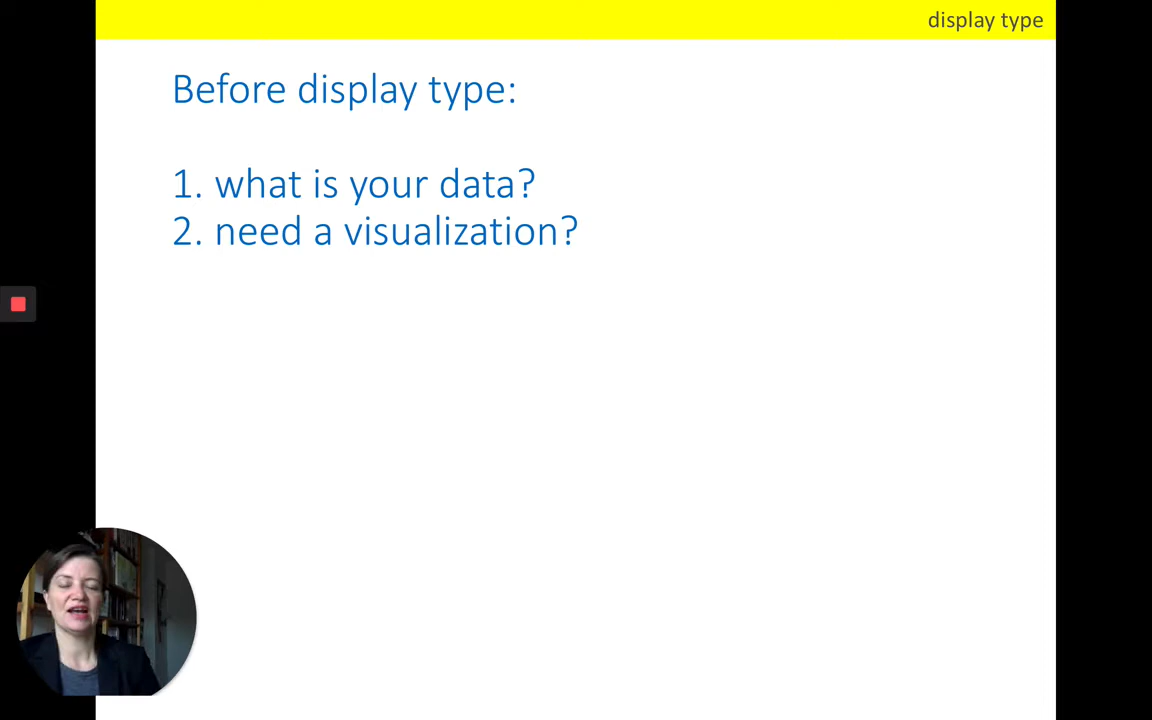 display type
Before display type:
1. what is your data?
2. need a visualization?